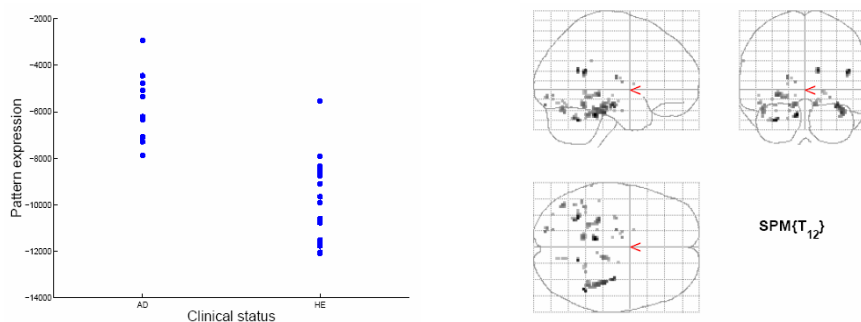 -2000
-4000
-6000
-8000
-10000
-12000
-14000
Pattern expression
AD
HE
Clinical status
SPM{T12}